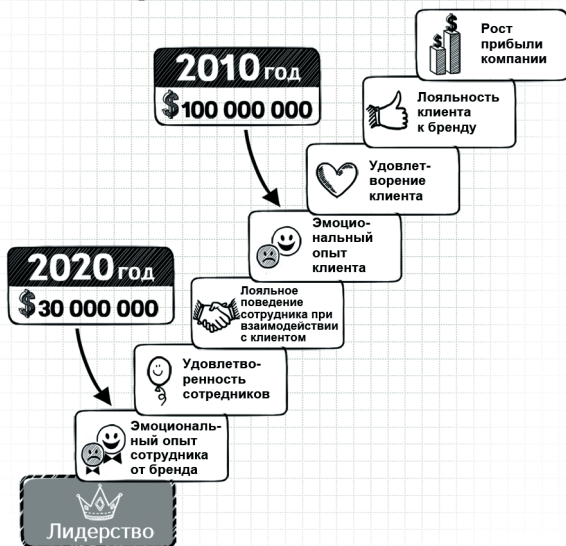 Рост
прибыли
компании
2010 год
$100 000 000
Лояльность
клиента
к бренду
Удовлет-
ворение
клиента
Эмоцио-
нальный
опыт
клиента
2020 год
$30 000 000
Лояльное
поведение
сотрудника при
взаимодействии
с клиентом
Удовлетво-
ренность
сотредников
Эмоциональ-
ный опыт
сотрудника
от бренда
Лидерство